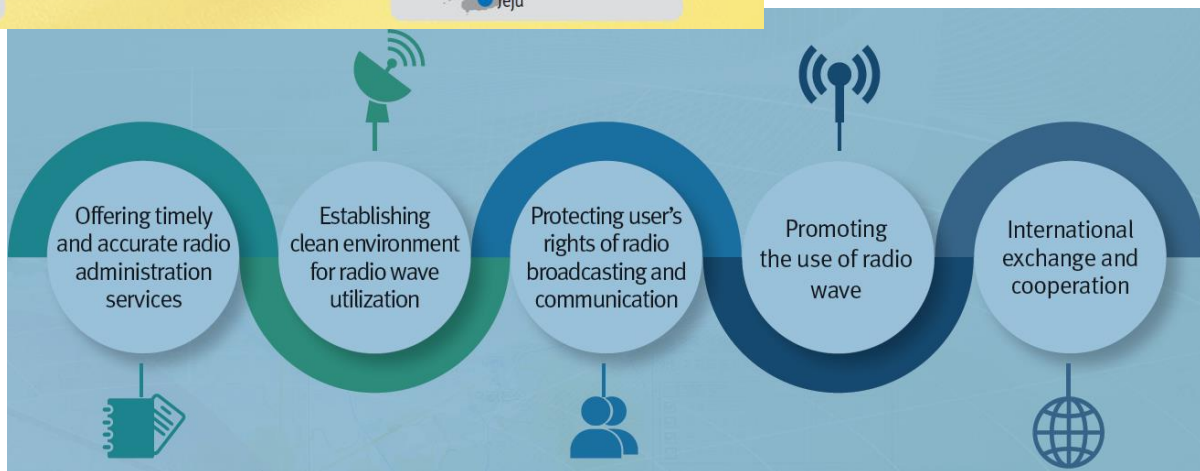 Jeju
Offering timely
and accurate radio
administration
services
Establishing
clean environment
for radio wave
utilization
Protecting user’s
rights of radio
broadcasting and
communication
Promoting
the use of radio
wave
International
exchange and
cooperation